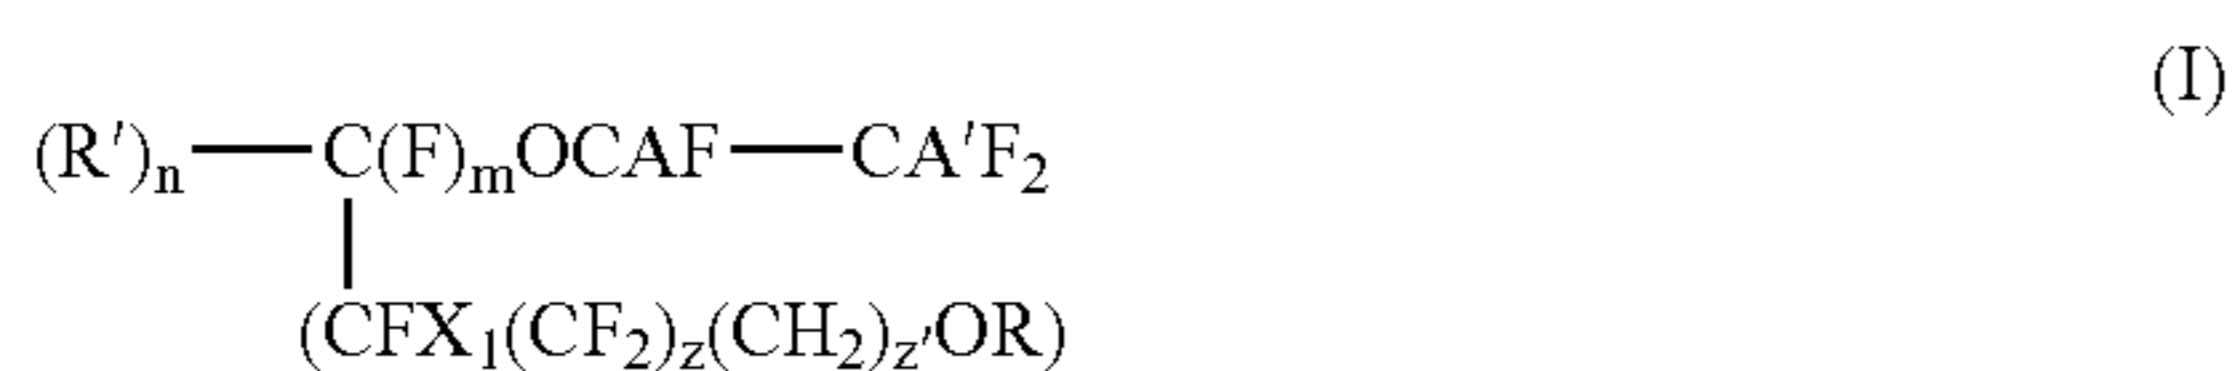 (I)
(R′)n—C(F)mOCAF—CA′F2
(CFX1(CF2)z(CH2)z′OR)